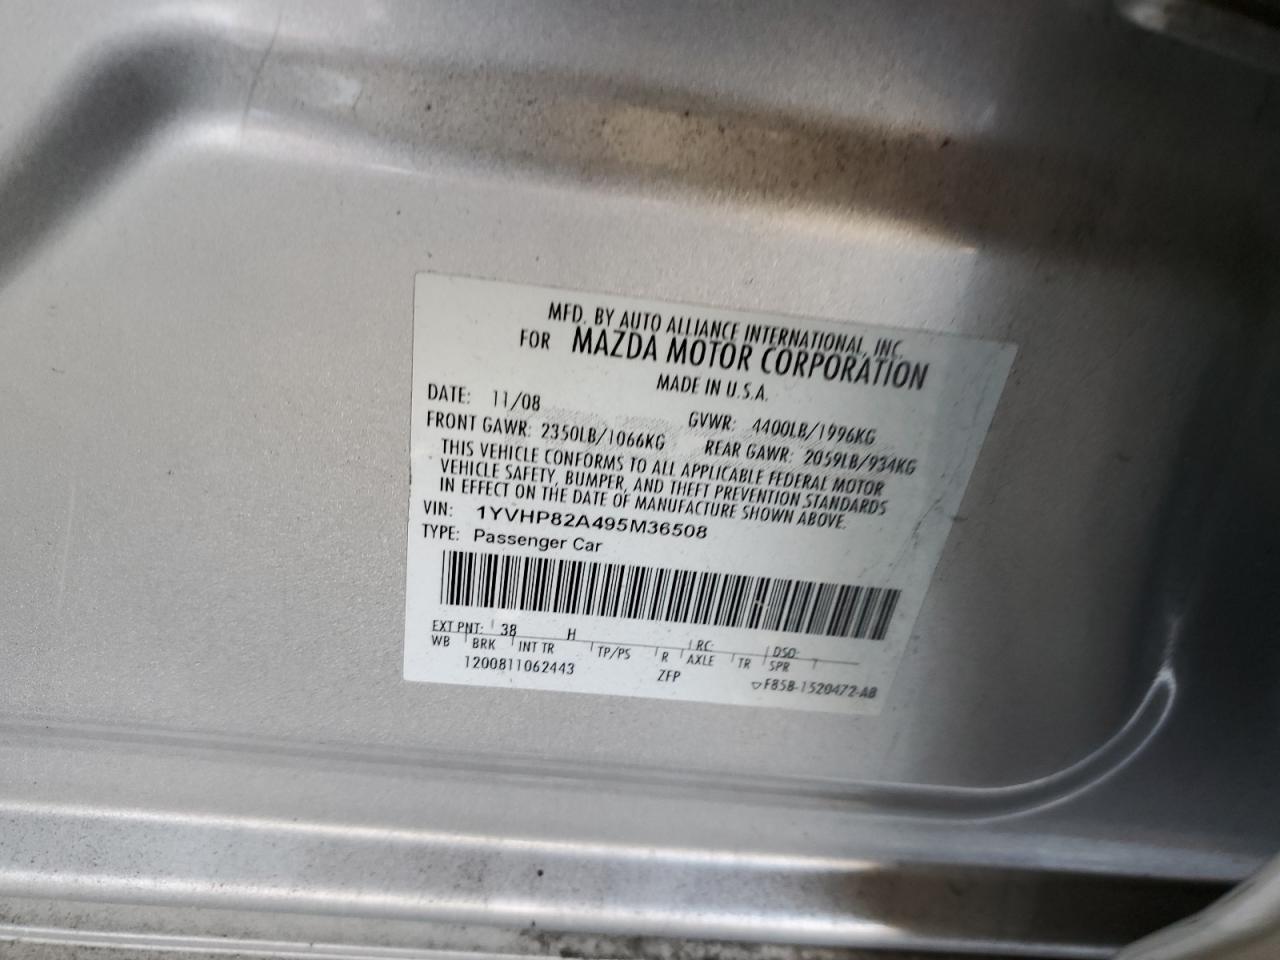 MFD. BY AUTO ALLIANCE INTERNATIONAL, INC.
FOR MAZDA MOTOR CORPORATION
MADE IN U.S.A.
DATE: 11/08 GVWR: 4400LB/1996KG
FRONT GAWR: 2350LB/1066KG REAR GAWR: 2059LB/934KG
THIS VEHICLE CONFORMS TO ALL APPLICABLE FEDERAL MOTOR
VEHICLE SAFETY, BUMPER, AND THEFT PREVENTION STANDARDS
IN EFFECT ON THE DATE OF MANUFACTURE SHOWN ABOVE.
VIN: 1YVHP82A495M36508
TYPE: Passenger Car
EXT PNT: 38 H RC: DSO:
WB BRK INT TR TP/PS R AXLE TR SPR
1200811062443 ZFP F85B-1520472-AB